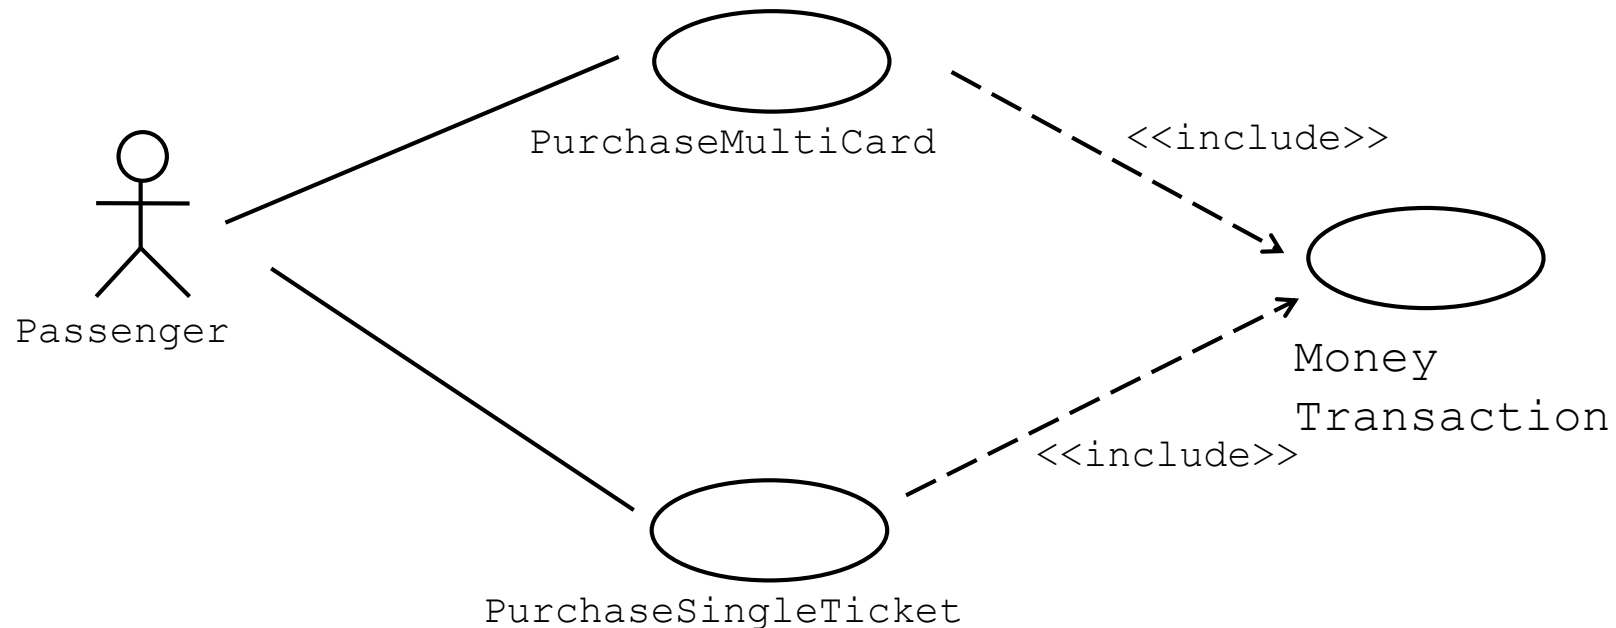 PurchaseMultiCard
<<include>>
Passenger
Money
Transaction
<<include>>
PurchaseSingleTicket